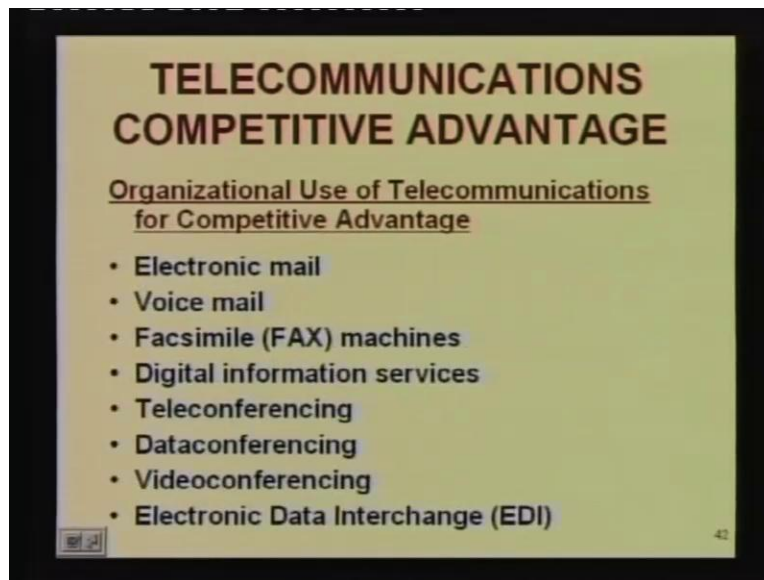 TELECOMMUNICATIONS
COMPETITIVE ADVANTAGE
Organizational Use of Telecommunications
for Competitive Advantage
• Electronic mail
• Voice mail
• Facsimile (FAX) machines
• Digital information services
• Teleconferencing
• Dataconferencing
• Videoconferencing
• Electronic Data Interchange (EDI)
42